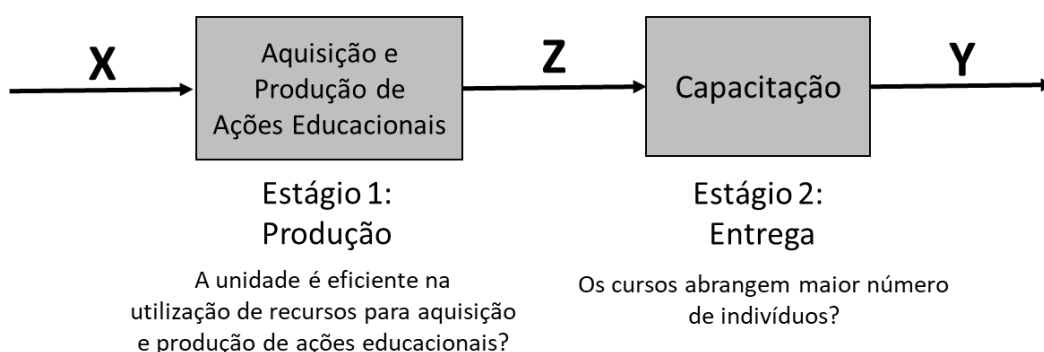 X
Aquisição e
Produção de
Ações Educacionais
Z
Capacitação
Y
Estágio 1:
Produção
A unidade é eficiente na
utilização de recursos para aquisição
e produção de ações educacionais?
Estágio 2:
Entrega
Os cursos abrangem maior número
de indivíduos?